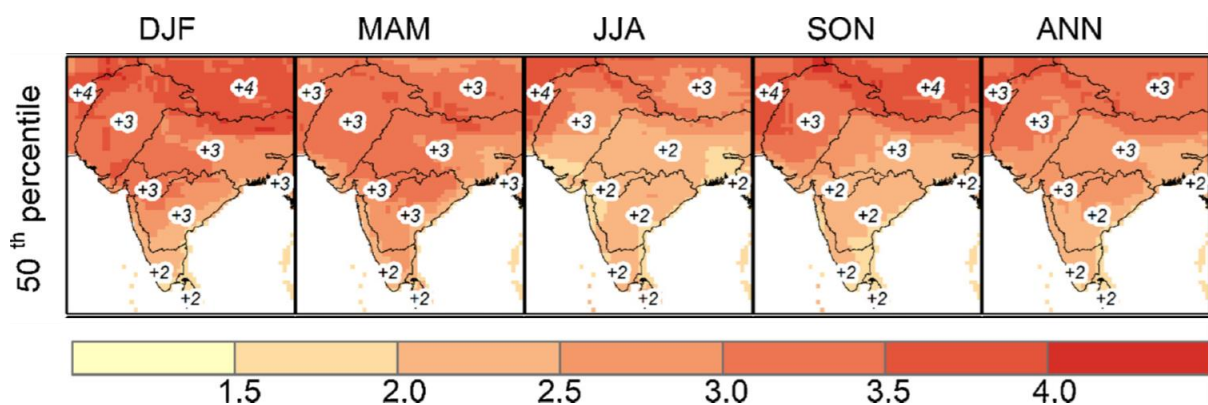 DJF MAM JJA SON ANN
50 th percentile
+4 +4 +3 +3 +3 +3 +3 +2 +2
+3 +3 +3 +3 +3 +3 +3 +2 +2
+4 +3 +3 +2 +2 +2 +2 +2 +2
+4 +4 +3 +3 +2 +2 +2 +2 +2
+3 +3 +3 +3 +3 +2 +2 +2 +2
1.5 2.0 2.5 3.0 3.5 4.0